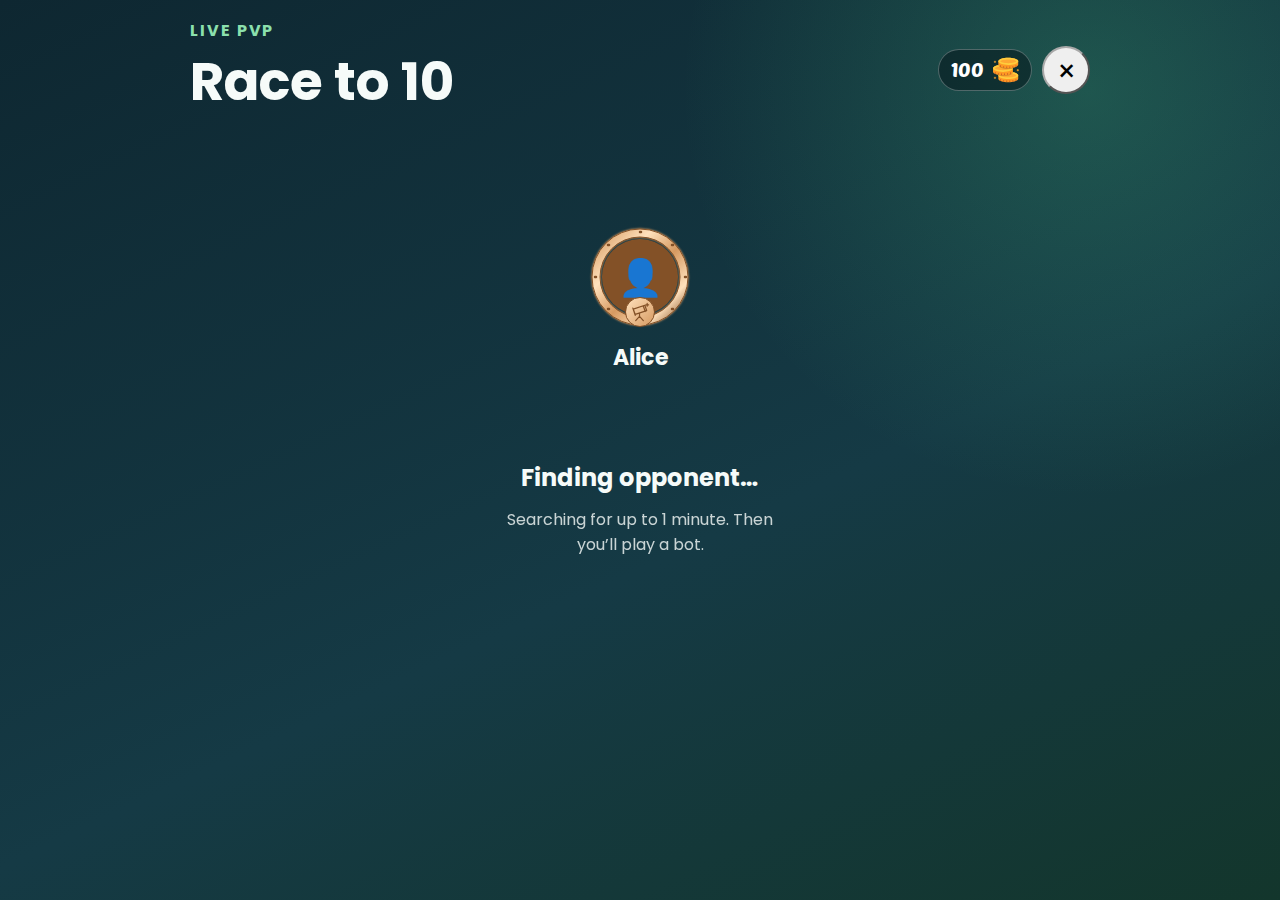 LIVE PVP
Race to 10
100
×
Alice
Finding opponent…
Searching for up to 1 minute. Then
you’ll play a bot.